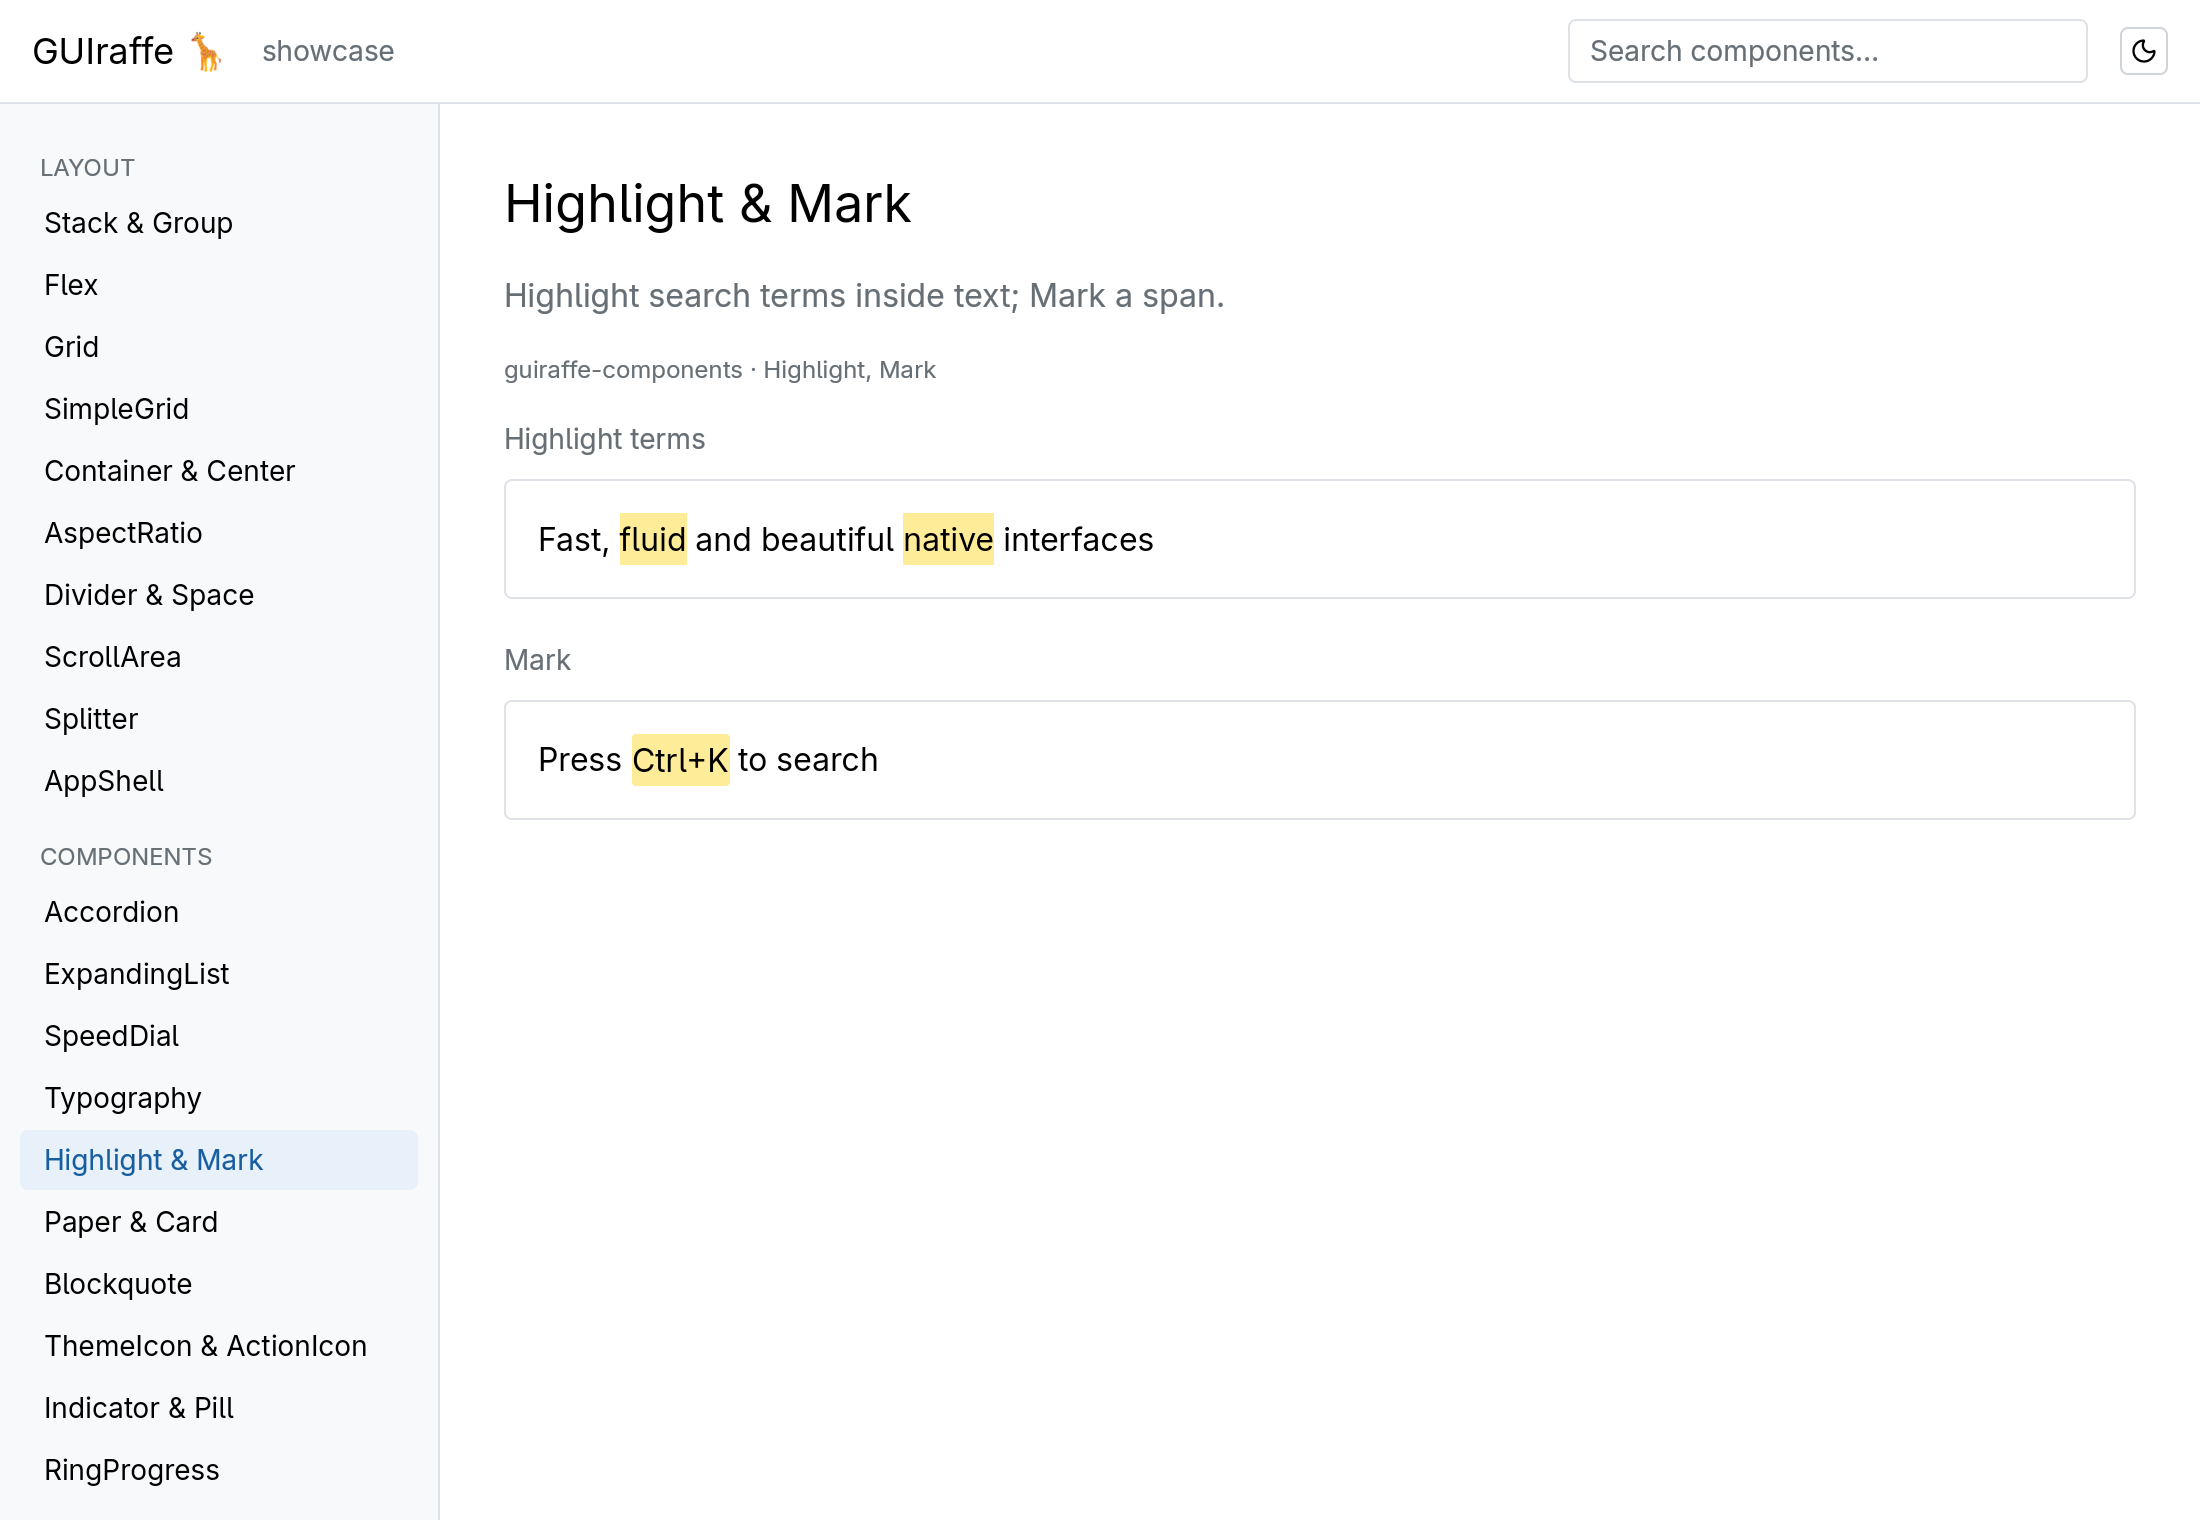 GUIraffe 🦒 showcase Search components...
LAYOUT
Stack & Group
Flex
Grid
SimpleGrid
Container & Center
AspectRatio
Divider & Space
ScrollArea
Splitter
AppShell
COMPONENTS
Accordion
ExpandingList
SpeedDial
Typography
Highlight & Mark
Paper & Card
Blockquote
ThemeIcon & ActionIcon
Indicator & Pill
RingProgress
Highlight & Mark
Highlight search terms inside text; Mark a span.
guiraffe-components · Highlight, Mark
Highlight terms
Fast, fluid and beautiful native interfaces
Mark
Press Ctrl+K to search